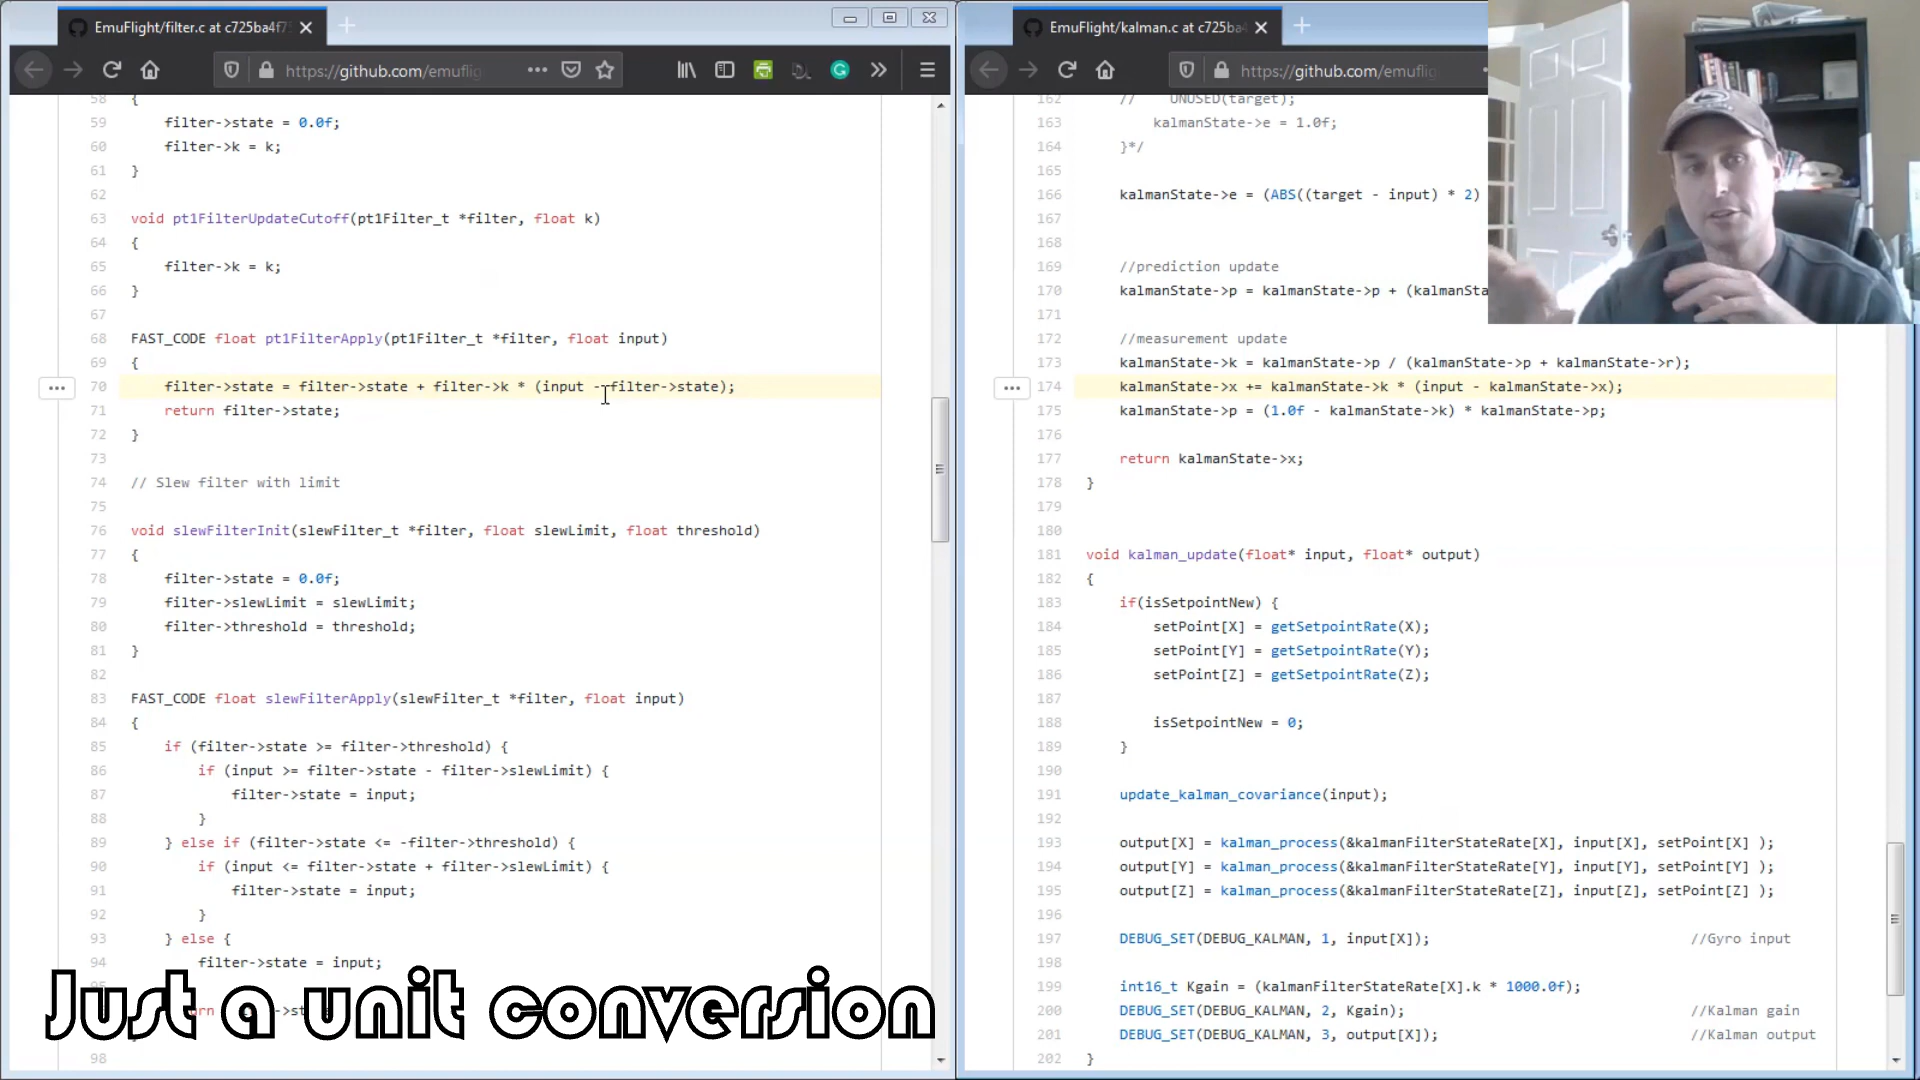 EmuFlight/filter.c at c725ba4f7
https://github.com/emuflig
58 {
59 filter->state = 0.0f;
60 filter->k = k;
61 }
62
63 void pt1FilterUpdateCutoff(pt1Filter_t *filter, float k)
64 {
65 filter->k = k;
66 }
67
68 FAST_CODE float pt1FilterApply(pt1Filter_t *filter, float input)
69 {
70 filter->state = filter->state + filter->k * (input - filter->state);
71 return filter->state;
72 }
73
74 // Slew filter with limit
75
76 void slewFilterInit(slewFilter_t *filter, float slewLimit, float threshold)
77 {
78 filter->state = 0.0f;
79 filter->slewLimit = slewLimit;
80 filter->threshold = threshold;
81 }
82
83 FAST_CODE float slewFilterApply(slewFilter_t *filter, float input)
84 {
85 if (filter->state >= filter->threshold) {
86 if (input >= filter->state - filter->slewLimit) {
87 filter->state = input;
88 }
89 } else if (filter->state <= -filter->threshold) {
90 if (input <= filter->state + filter->slewLimit) {
91 filter->state = input;
92 }
93 } else {
94 filter->state = input;
98
Just a unit conversion
EmuFlight/kalman.c at c725ba4
https://github.com/emuflig
162 // UNUSED(target);
163 kalmanState->e = 1.0f;
164 }*/
165
166 kalmanState->e = (ABS((target - input) * 2)
167
168
169 //prediction update
170 kalmanState->p = kalmanState->p + (kalmanSta
171
172 //measurement update
173 kalmanState->k = kalmanState->p / (kalmanState->p + kalmanState->r);
174 kalmanState->x += kalmanState->k * (input - kalmanState->x);
175 kalmanState->p = (1.0f - kalmanState->k) * kalmanState->p;
176
177 return kalmanState->x;
178 }
179
180
181 void kalman_update(float* input, float* output)
182 {
183 if(isSetpointNew) {
184 setPoint[X] = getSetpointRate(X);
185 setPoint[Y] = getSetpointRate(Y);
186 setPoint[Z] = getSetpointRate(Z);
187
188 isSetpointNew = 0;
189 }
190
191 update_kalman_covariance(input);
192
193 output[X] = kalman_process(&kalmanFilterStateRate[X], input[X], setPoint[X] );
194 output[Y] = kalman_process(&kalmanFilterStateRate[Y], input[Y], setPoint[Y] );
195 output[Z] = kalman_process(&kalmanFilterStateRate[Z], input[Z], setPoint[Z] );
196
197 DEBUG_SET(DEBUG_KALMAN, 1, input[X]); //Gyro input
198
199 int16_t Kgain = (kalmanFilterStateRate[X].k * 1000.0f);
200 DEBUG_SET(DEBUG_KALMAN, 2, Kgain); //Kalman gain
201 DEBUG_SET(DEBUG_KALMAN, 3, output[X]); //Kalman output
202 }